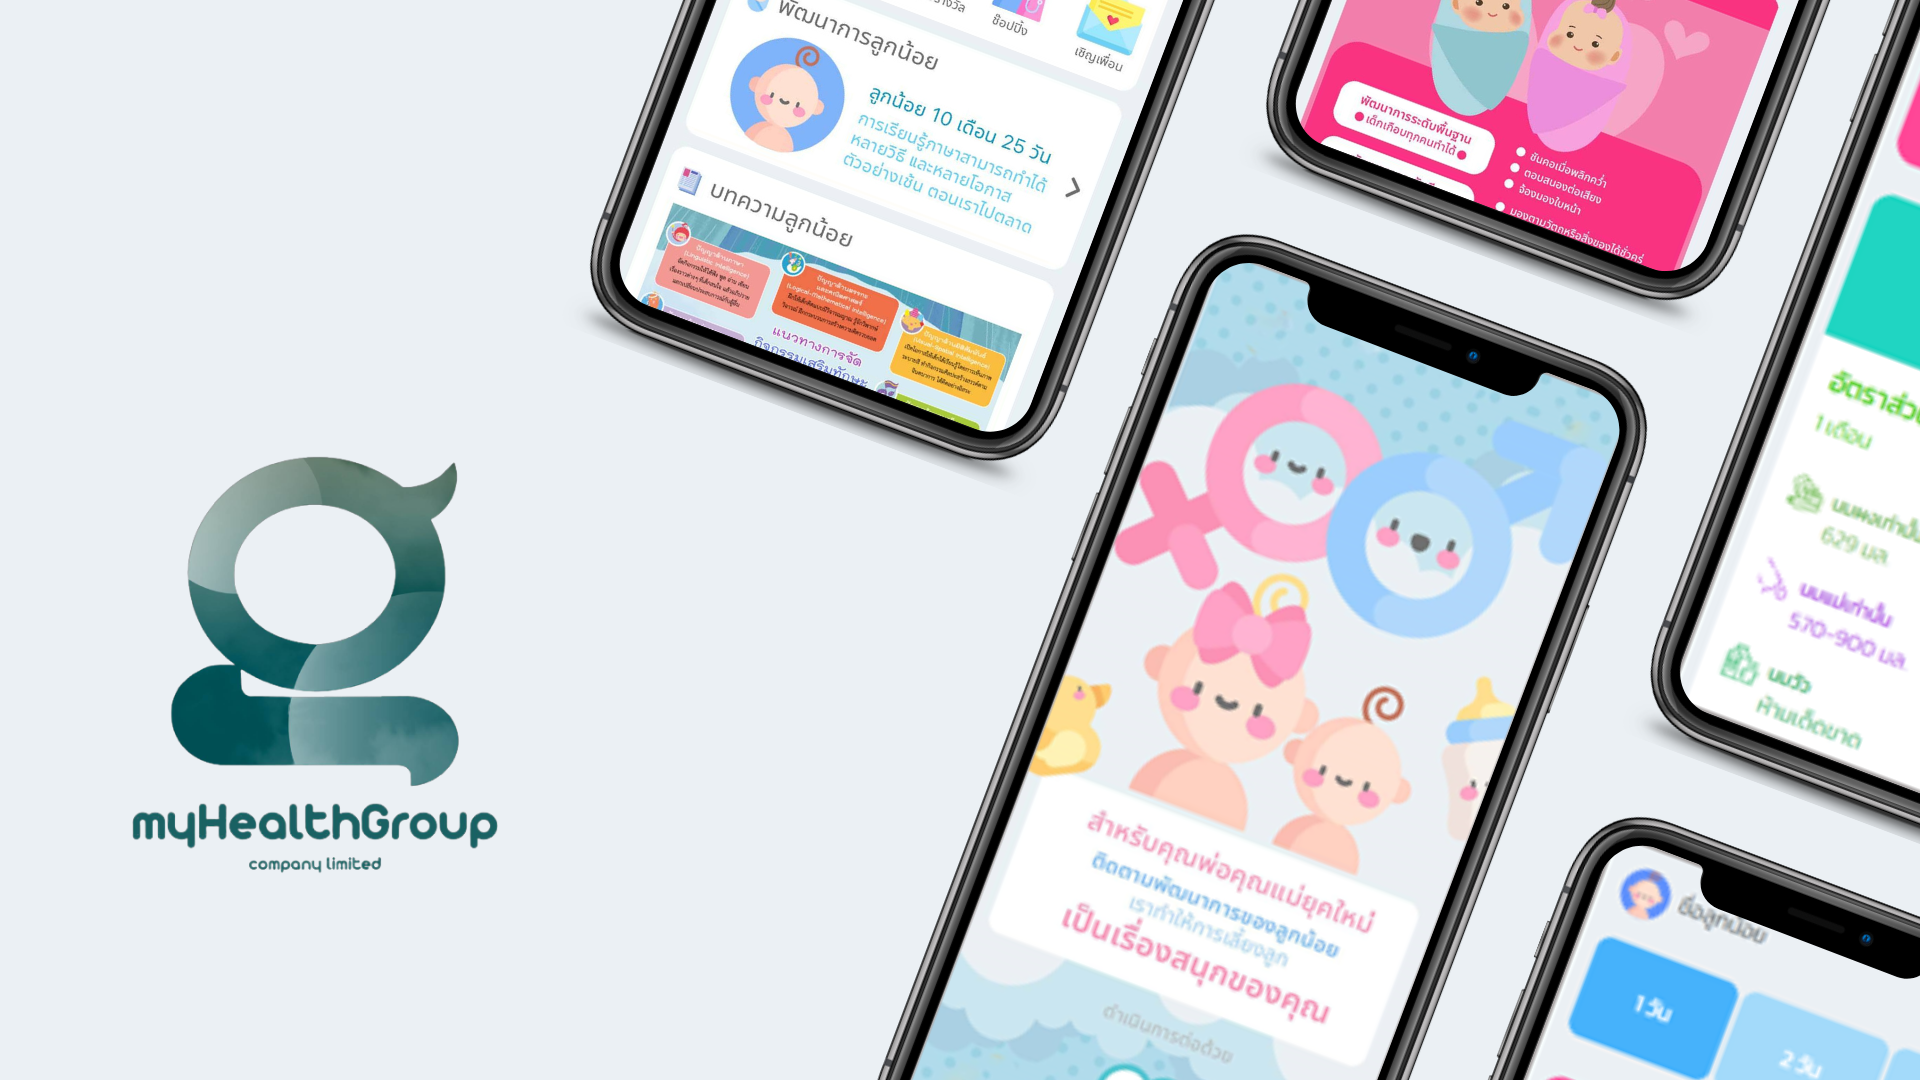 myHealthGroup
company limited
ช๊อปปิ้ง
เชิญเพื่อน
พัฒนาการลูกน้อย
ลูกน้อย 10 เดือน 25 วัน
การเรียนรู้ภาษาสามารถทำได้
หลายวิธี และหลายโอกาส
ตัวอย่างเช้น ตอนเราไปตลาด
บทความลูกน้อย
ปัญญาด้านภาษา
(Linguistic intelligence)
(Logical-Mathematical intelligence)
แนวทางการจัด
กิจกรรมเสริมทักษะ
พัฒนาการระดับพื้นฐาน
เด็กเกือบทุกคนทำได้
ชันคอเมื่อพลิกคว่ำ
ตอบสนองต่อเสียง
จ้องมองใบหน้า
มองตามวัตถุหรือสิ่งของได้ชั่วครู่
สำหรับคุณพ่อคุณแม่ยุคใหม่
ติดตามพัฒนาการของลูกน้อย
เราทำให้การเลี้ยงลูก
เป็นเรื่องสนุกของคุณ
ดำเนินการต่อด้วย
1 เดือน
นมผงเท่านั้น
629 มล.
นมแม่เท่านั้น
570-900 มล.
นมวัว
ห้ามเด็ดขาด
ชื่อลูกน้อย
1 วัน
2 วัน